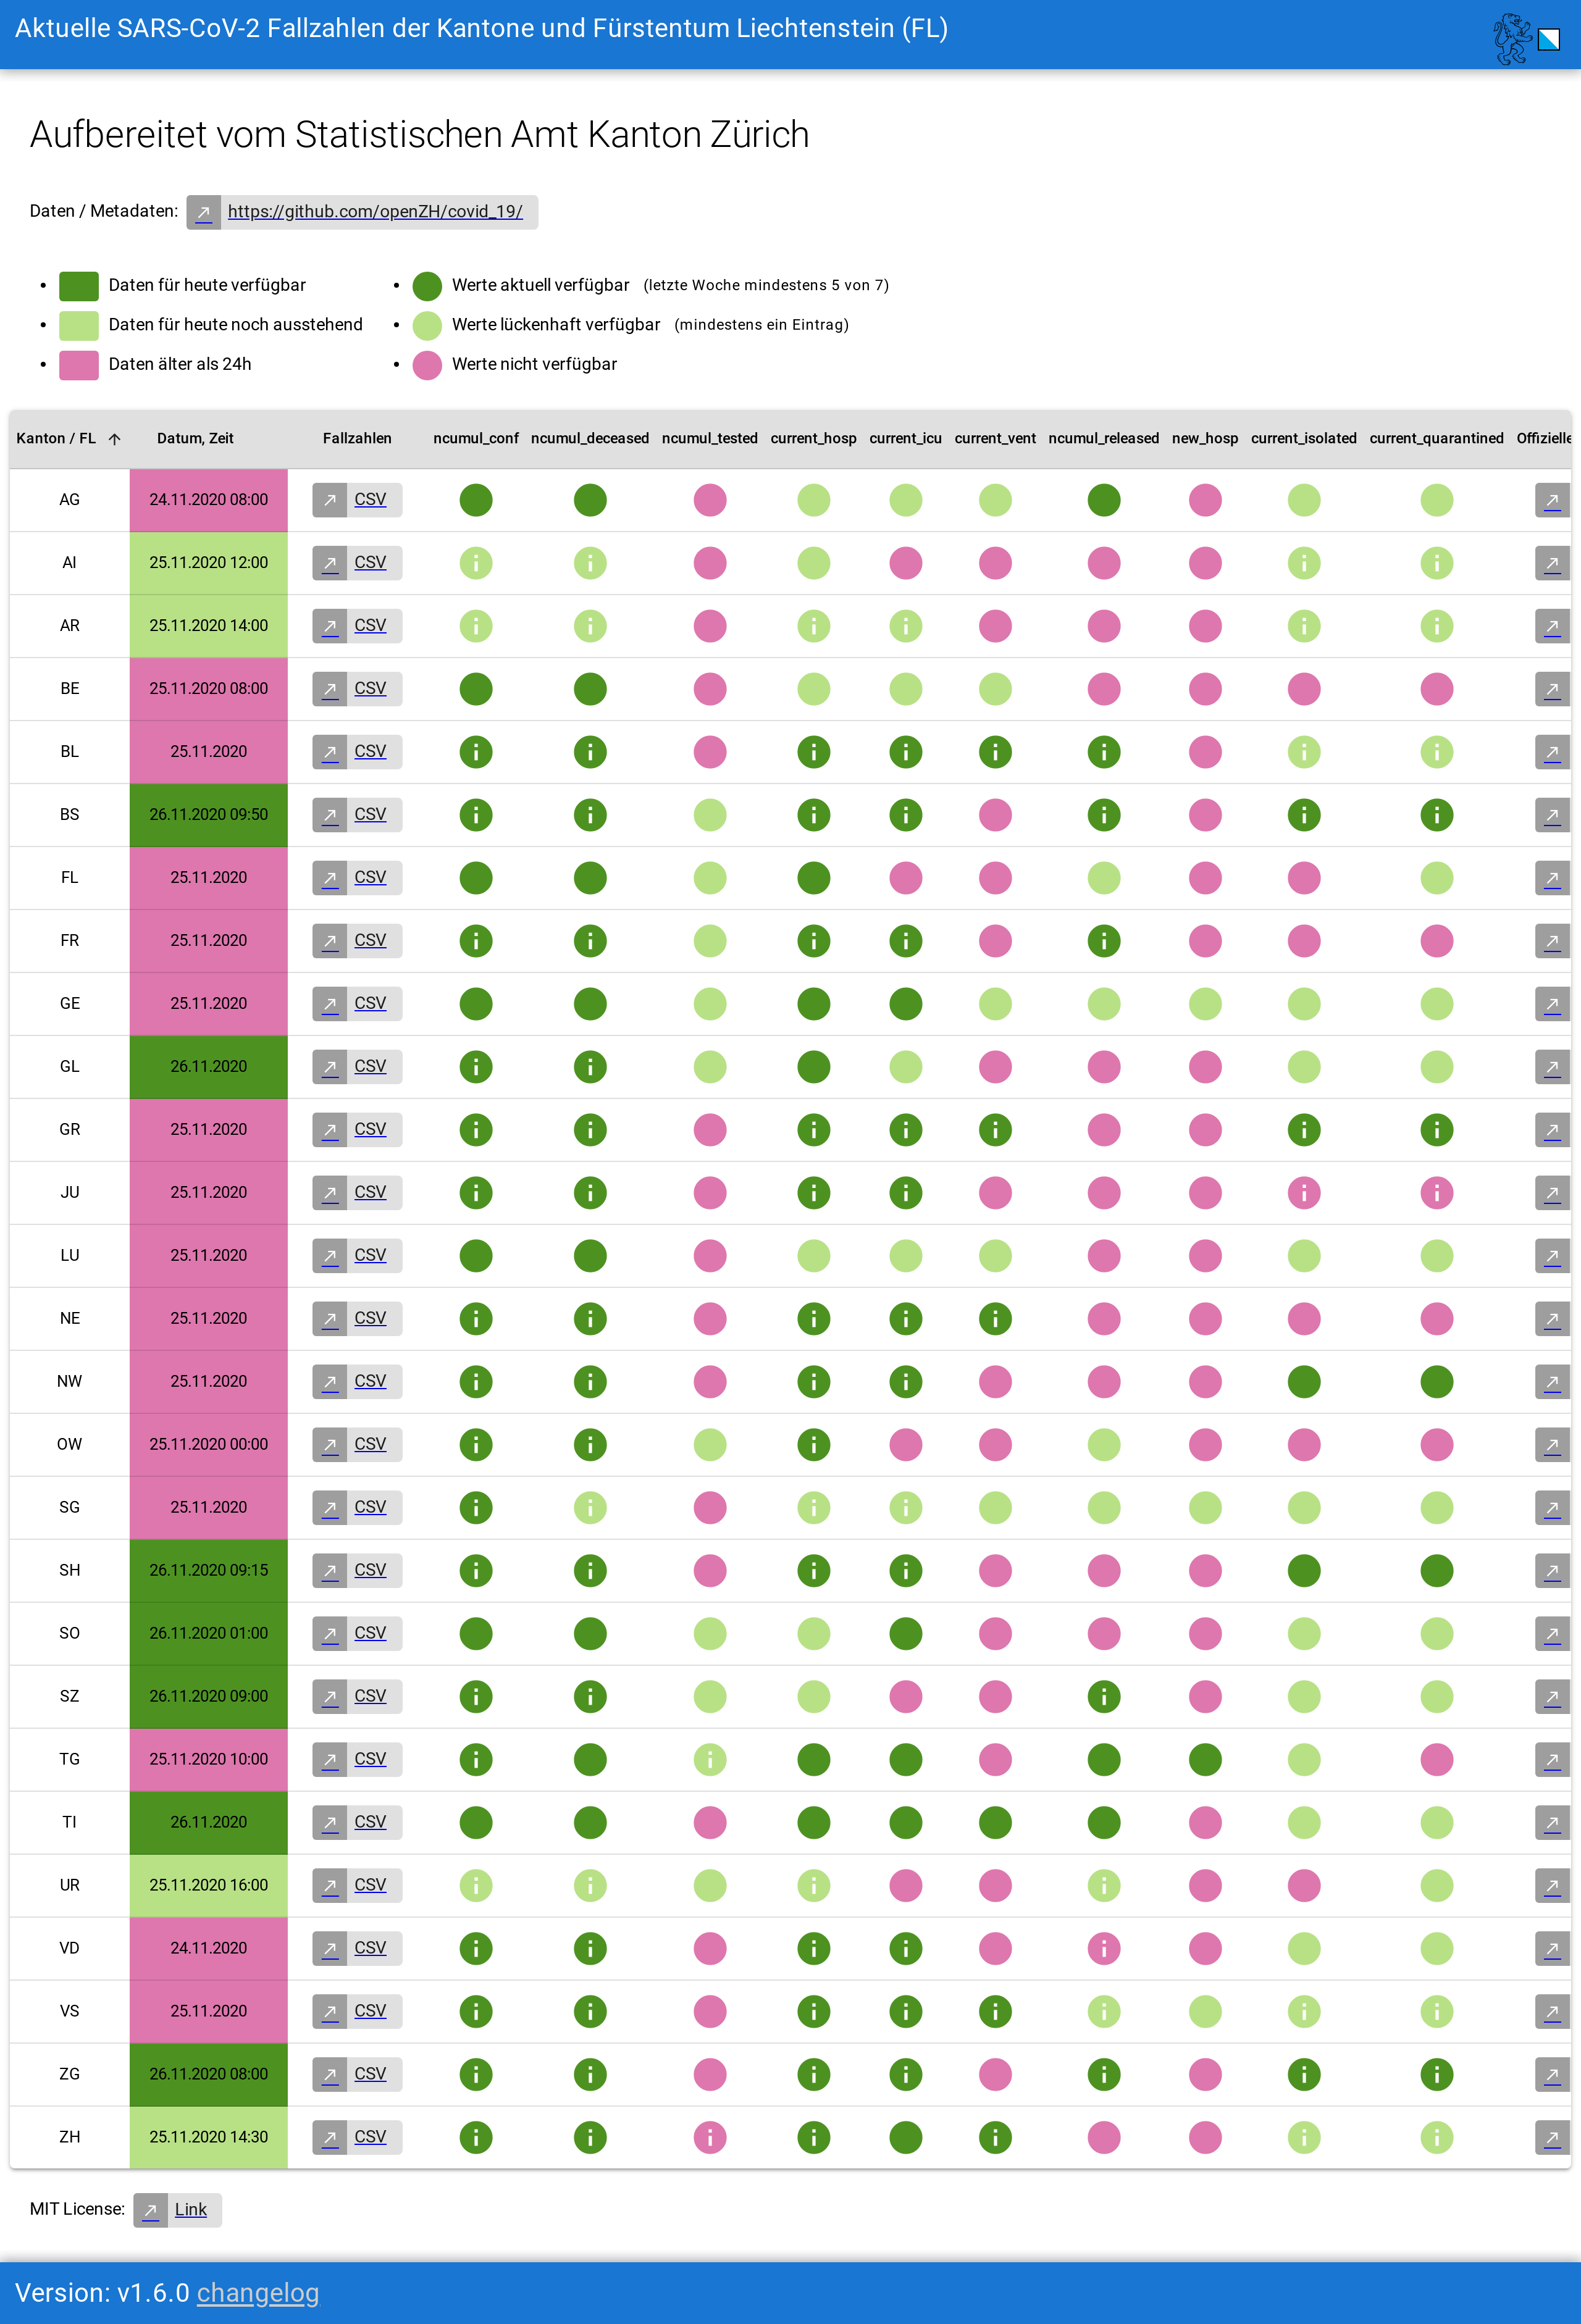 Aktuelle SARS-CoV-2 Fallzahlen der Kantone und Fürstentum Liechtenstein (FL)
Aufbereitet vom Statistischen Amt Kanton Zürich
Daten / Metadaten: https://github.com/openZH/covid_19/
Daten für heute verfügbar
Daten für heute noch ausstehend
Daten älter als 24h
Werte aktuell verfügbar (letzte Woche mindestens 5 von 7)
Werte lückenhaft verfügbar (mindestens ein Eintrag)
Werte nicht verfügbar
Kanton / FL Datum, Zeit Fallzahlen ncumul_conf ncumul_deceased ncumul_tested current_hosp current_icu current_vent ncumul_released new_hosp current_isolated current_quarantined Offizielle
AG 24.11.2020 08:00 CSV
AI 25.11.2020 12:00 CSV
AR 25.11.2020 14:00 CSV
BE 25.11.2020 08:00 CSV
BL 25.11.2020 CSV
BS 26.11.2020 09:50 CSV
FL 25.11.2020 CSV
FR 25.11.2020 CSV
GE 25.11.2020 CSV
GL 26.11.2020 CSV
GR 25.11.2020 CSV
JU 25.11.2020 CSV
LU 25.11.2020 CSV
NE 25.11.2020 CSV
NW 25.11.2020 CSV
OW 25.11.2020 00:00 CSV
SG 25.11.2020 CSV
SH 26.11.2020 09:15 CSV
SO 26.11.2020 01:00 CSV
SZ 26.11.2020 09:00 CSV
TG 25.11.2020 10:00 CSV
TI 26.11.2020 CSV
UR 25.11.2020 16:00 CSV
VD 24.11.2020 CSV
VS 25.11.2020 CSV
ZG 26.11.2020 08:00 CSV
ZH 25.11.2020 14:30 CSV
MIT License: Link
Version: v1.6.0 changelog